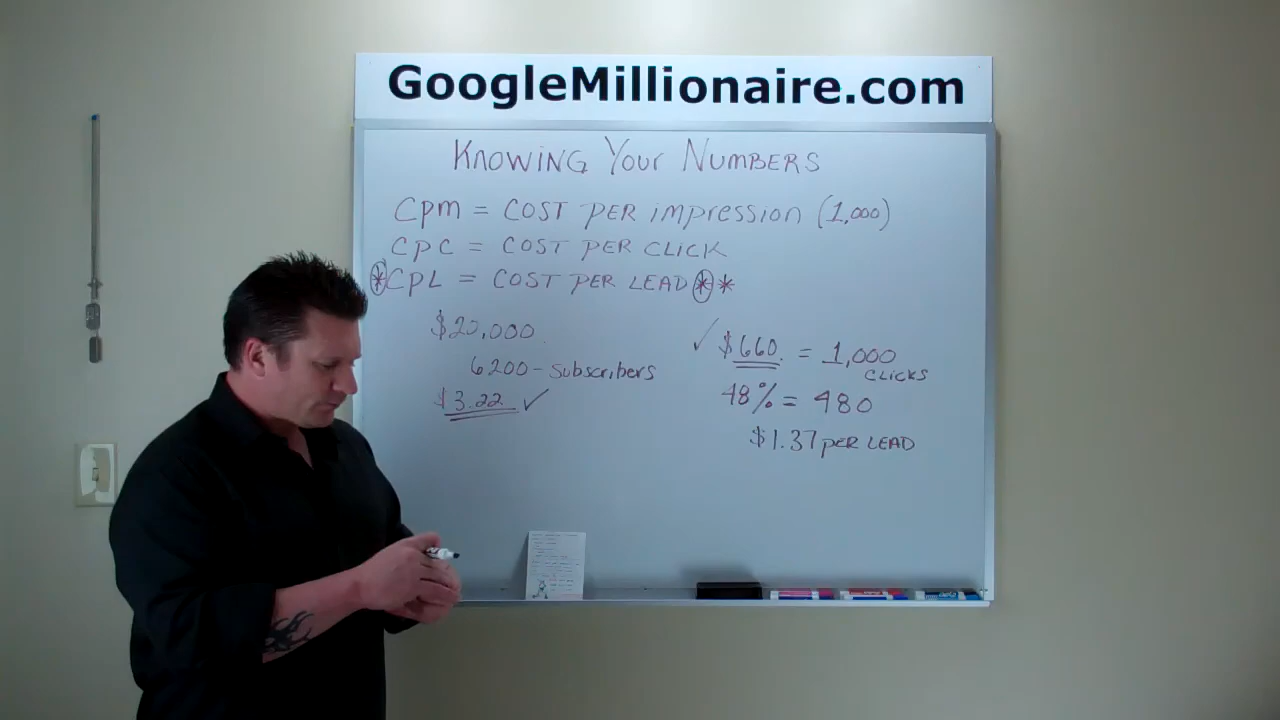 GoogleMillionaire.com
KNOWING YOUR NUMBERS
CPM = COST PER IMPRESSION (1,000)
CPC = COST PER CLICK
*CPL = COST PER LEAD**
$20,000
6200 - SUBSCRIBERS
$3.22 ✓
✓ $660. = 1,000
CLICKS
48% = 480
$1.37 PER LEAD